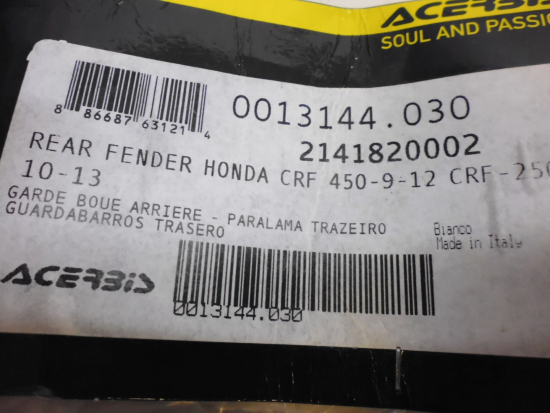 ACERBIS
SOUL AND PASSIO
8 86687 63121 4
0013144.030
2141820002
REAR FENDER HONDA CRF 450-9-12 CRF-250
10-13
GARDE BOUE ARRIERE - PARALAMA TRAZEIRO
GUARDABARROS TRASERO
Bianco
Made in Italy
ACERBIS
0013144.030